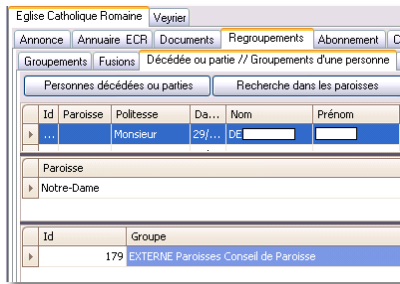 Eglise Catholique Romaine Veyrier
Annonce Annuaire ECR Documents Regroupements Abonnement C
Groupements Fusions Décédée ou partie // Groupements d'une personne
Personnes décédées ou parties Recherche dans les paroisses
Id Paroisse Politesse Da... Nom Prénom
... Monsieur 29/... DE
Paroisse
Notre-Dame
Id Groupe
179 EXTERNE Paroisses Conseil de Paroisse